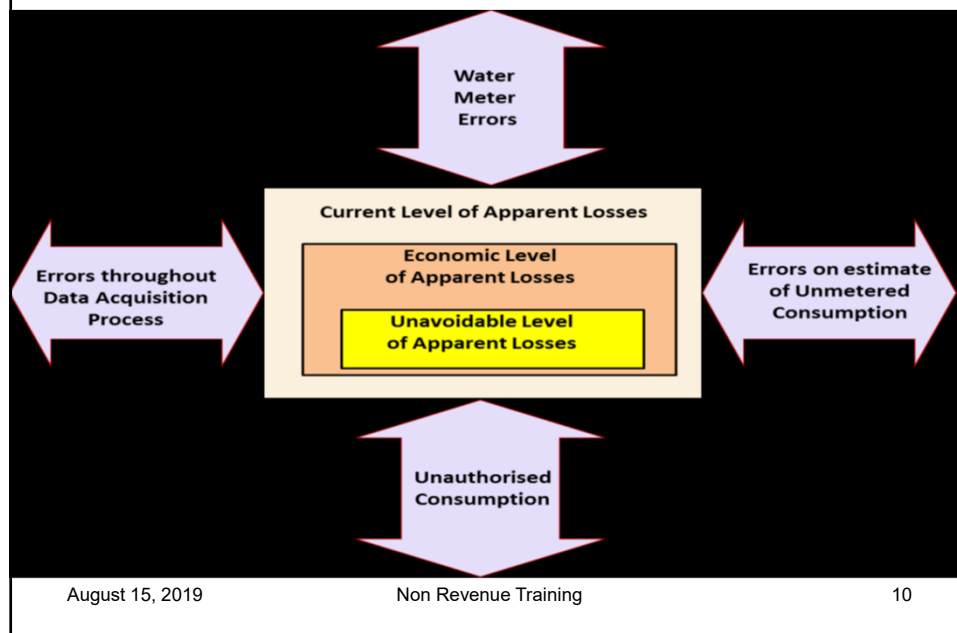 Water
Meter
Errors
Current Level of Apparent Losses
Economic Level
of Apparent Losses
Unavoidable Level
of Apparent Losses
Errors throughout
Data Acquisition
Process
Errors on estimate
of Unmetered
Consumption
Unauthorised
Consumption
August 15, 2019
Non Revenue Training
10